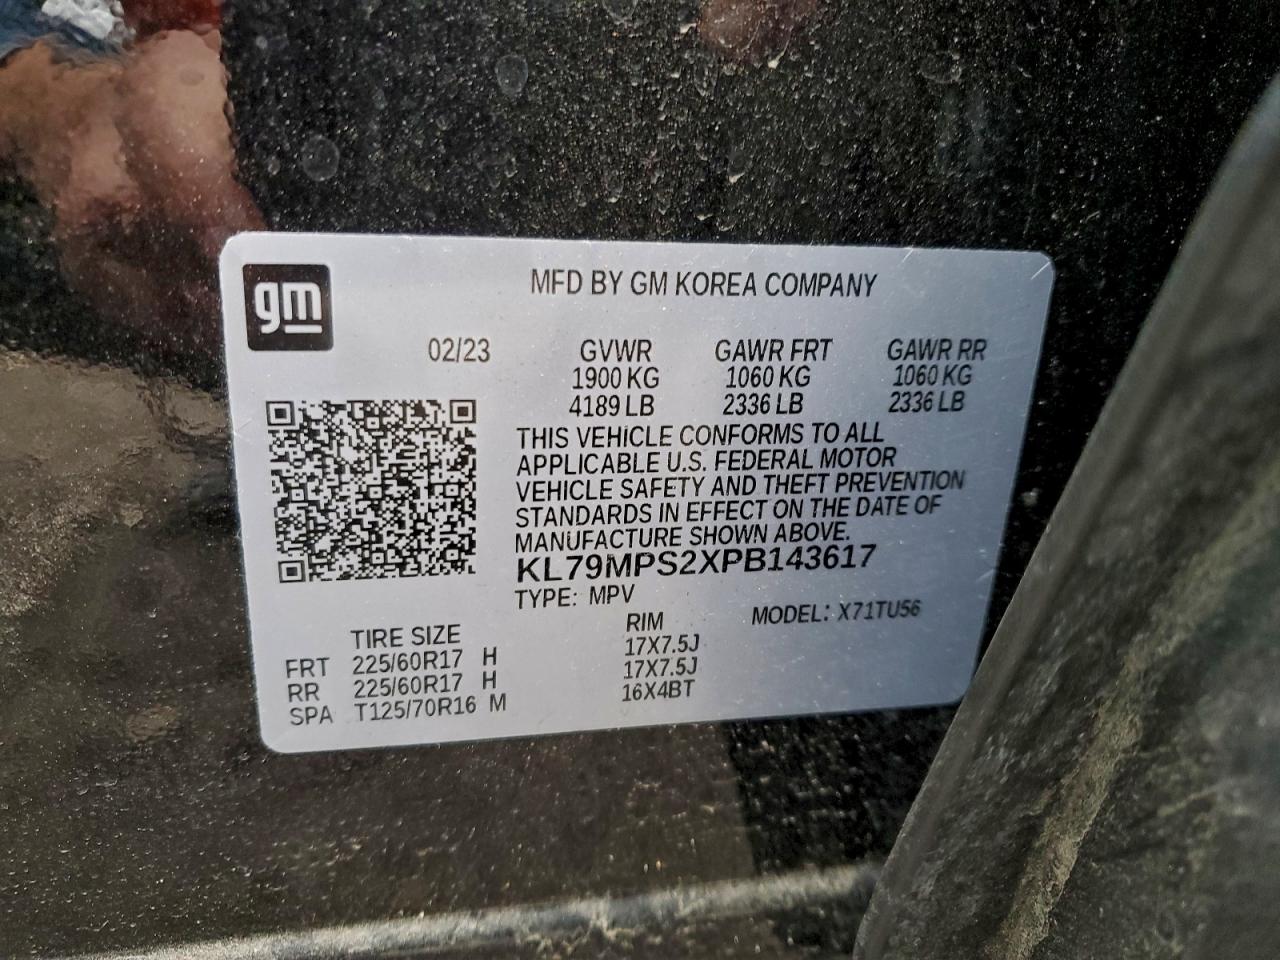 gm
MFD BY GM KOREA COMPANY
02/23 GVWR GAWR FRT GAWR RR
1900 KG 1060 KG 1060 KG
4189 LB 2336 LB 2336 LB
THIS VEHICLE CONFORMS TO ALL
APPLICABLE U.S. FEDERAL MOTOR
VEHICLE SAFETY AND THEFT PREVENTION
STANDARDS IN EFFECT ON THE DATE OF
MANUFACTURE SHOWN ABOVE.
KL79MPS2XPB143617
TYPE: MPV MODEL: X71TU56
TIRE SIZE RIM
FRT 225/60R17 H 17X7.5J
RR 225/60R17 H 17X7.5J
SPA T125/70R16 M 16X4BT